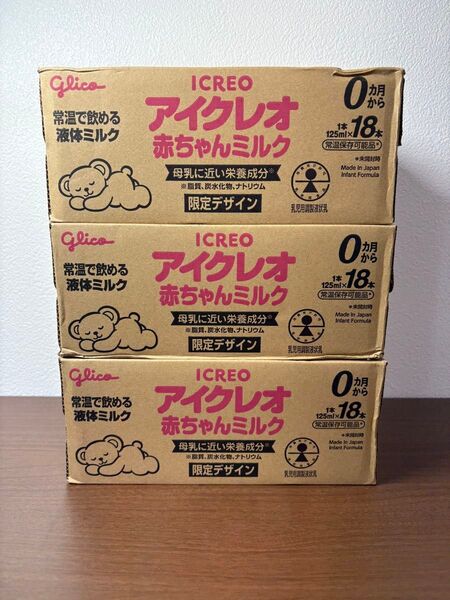 glico
ICREO
0カ月から
常温で飲める
液体ミルク
アイクレオ
赤ちゃんミルク
1本
125ml×18本
常温保存可能品*
*未開封時
母乳に近い栄養成分※
※脂質、炭水化物、ナトリウム
限定デザイン
Made In Japan
Infant Formula
乳児用調製液状乳
glico
ICREO
0カ月から
常温で飲める
液体ミルク
アイクレオ
赤ちゃんミルク
1本
125ml×18本
常温保存可能品*
*未開封時
母乳に近い栄養成分※
※脂質、炭水化物、ナトリウム
限定デザイン
Made In Japan
Infant Formula
乳児用調製液状乳
glico
ICREO
0カ月から
常温で飲める
液体ミルク
アイクレオ
赤ちゃんミルク
1本
125ml×18本
常温保存可能品*
*未開封時
母乳に近い栄養成分※
※脂質、炭水化物、ナトリウム
限定デザイン
Made In Japan
Infant Formula
乳児用調製液状乳